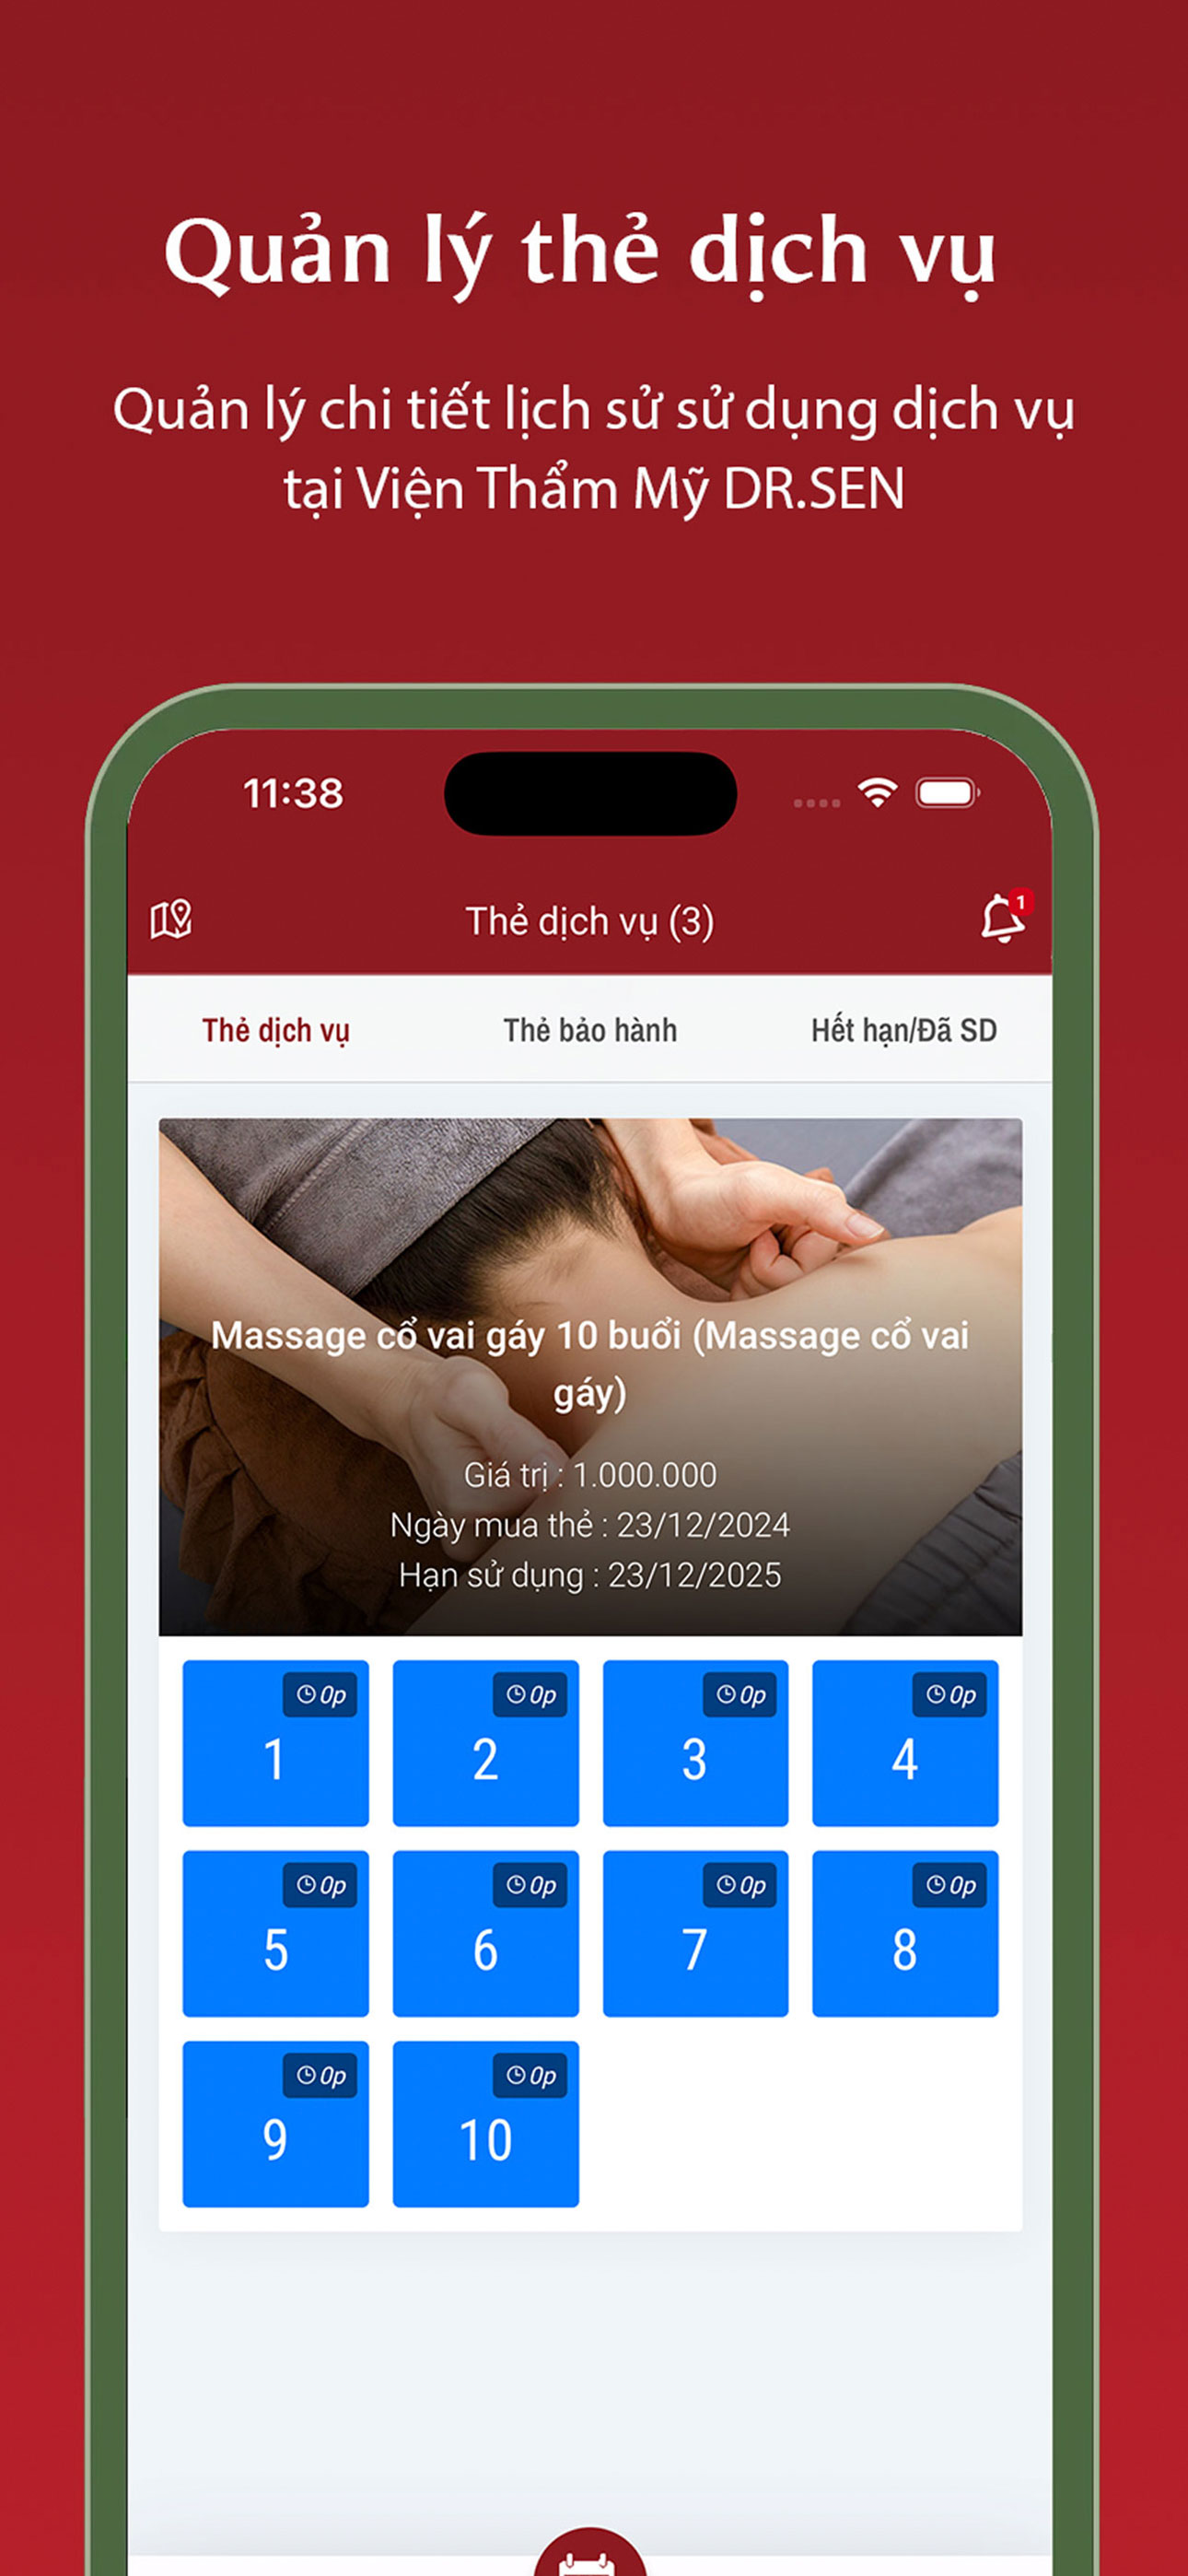 Quản lý thẻ dịch vụ
Quản lý chi tiết lịch sử sử dụng dịch vụ
tại Viện Thẩm Mỹ DR.SEN
11:38
Thẻ dịch vụ (3)
1
Thẻ dịch vụ
Thẻ bảo hành
Hết hạn/Đã SD
Massage cổ vai gáy 10 buổi (Massage cổ vai
gáy)
Giá trị : 1.000.000
Ngày mua thẻ : 23/12/2024
Hạn sử dụng : 23/12/2025
0p
1
0p
2
0p
3
0p
4
0p
5
0p
6
0p
7
0p
8
0p
9
0p
10